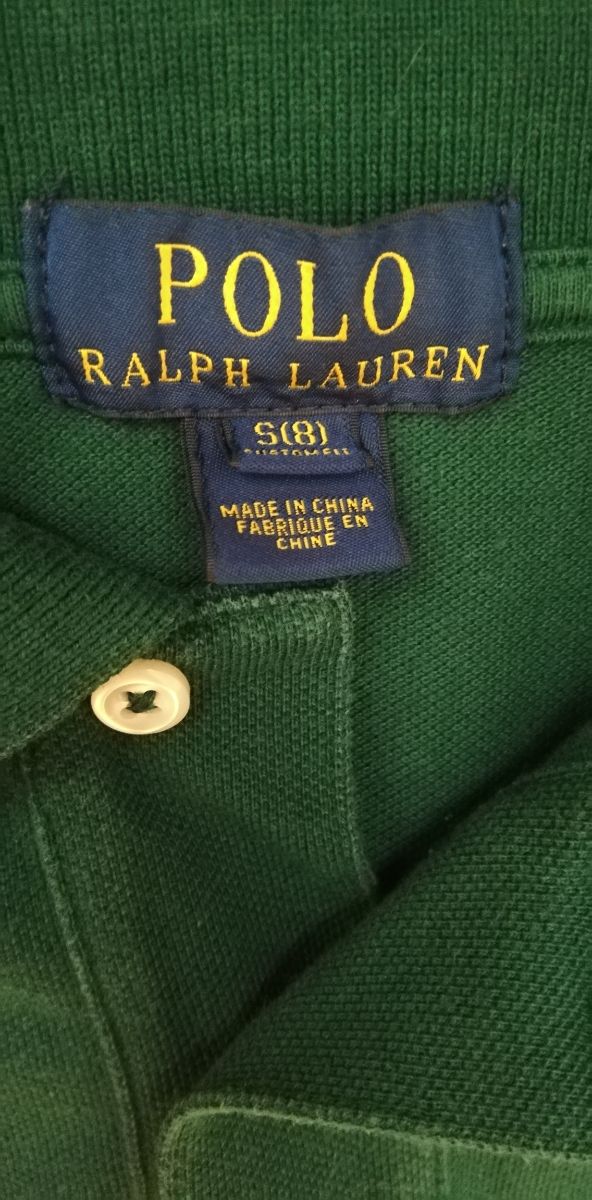 POLO
RALPH LAUREN
S(8)
MADE IN CHINA
FABRIQUE EN
CHINE